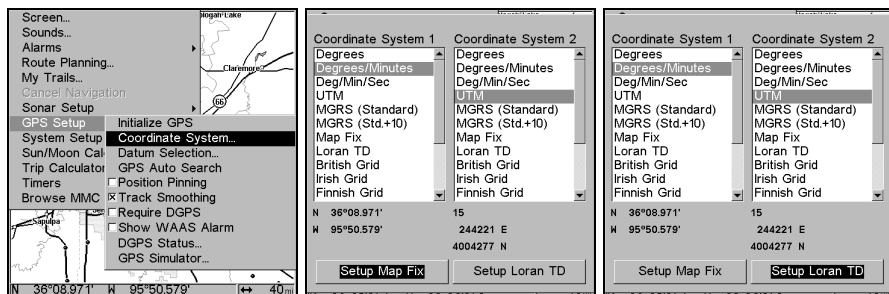 Screen...
Sounds...
Alarms
Route Planning...
My Trails...
Cancel Navigation
Sonar Setup
GPS Setup
System Setup
Sun/Moon Cal
Trip Calculator
Timers
Browse MMC
Initialize GPS
Coordinate System...
Datum Selection...
GPS Auto Search
Position Pinning
Track Smoothing
Require DGPS
Show WAAS Alarm
DGPS Status...
GPS Simulator...
Claremore
66
Sapulpa
N 36°08.971' W 95°50.579' ↔ 40 mi
Coordinate System 1 Coordinate System 2
Degrees Degrees
Degrees/Minutes Degrees/Minutes
Deg/Min/Sec Deg/Min/Sec
UTM UTM
MGRS (Standard) MGRS (Standard)
MGRS (Std.+10) MGRS (Std.+10)
Map Fix Map Fix
Loran TD Loran TD
British Grid British Grid
Irish Grid Irish Grid
Finnish Grid Finnish Grid
N 36°08.971' 15
W 95°50.579' 244221 E
4004277 N
Setup Map Fix Setup Loran TD
Coordinate System 1 Coordinate System 2
Degrees Degrees
Degrees/Minutes Degrees/Minutes
Deg/Min/Sec Deg/Min/Sec
UTM UTM
MGRS (Standard) MGRS (Standard)
MGRS (Std.+10) MGRS (Std.+10)
Map Fix Map Fix
Loran TD Loran TD
British Grid British Grid
Irish Grid Irish Grid
Finnish Grid Finnish Grid
N 36°08.971' 15
W 95°50.579' 244221 E
4004277 N
Setup Map Fix Setup Loran TD